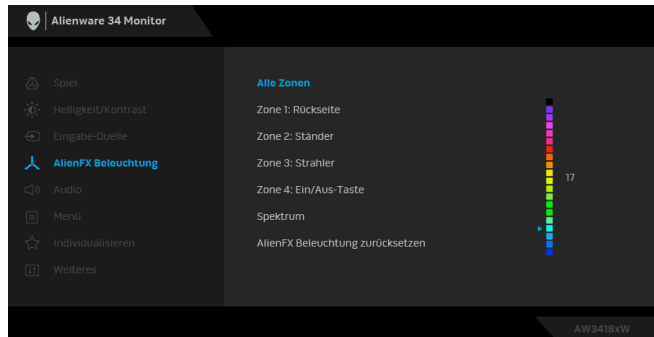 Alienware 34 Monitor
Spiel
Helligkeit/Kontrast
Eingabe-Quelle
AlienFX Beleuchtung
Audio
Menü
Individualisieren
Weiteres
Alle Zonen
Zone 1: Rückseite
Zone 2: Ständer
Zone 3: Strahler
Zone 4: Ein/Aus-Taste
Spektrum
AlienFX Beleuchtung zurücksetzen
17
AW3418xW